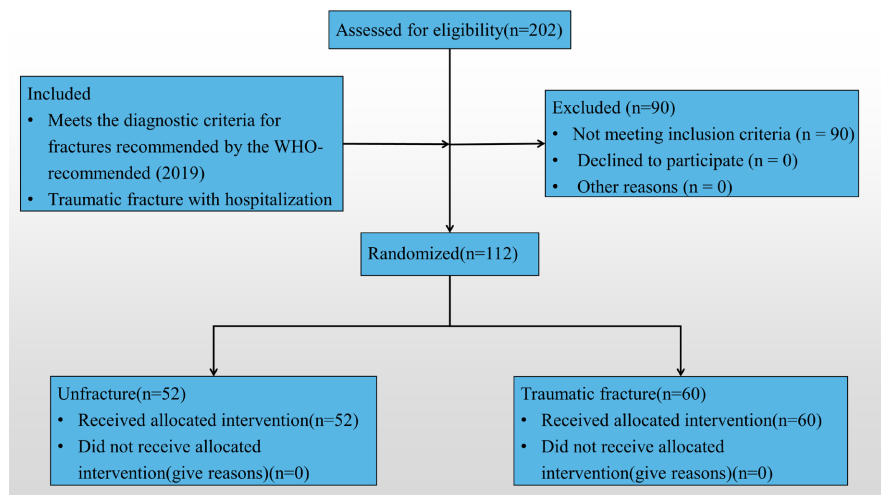 Assessed for eligibility(n=202)
Included
• Meets the diagnostic criteria for
fractures recommended by the WHO-
recommended (2019)
• Traumatic fracture with hospitalization
Excluded (n=90)
• Not meeting inclusion criteria (n = 90)
• Declined to participate (n = 0)
• Other reasons (n = 0)
Randomized(n=112)
Unfracture(n=52)
• Received allocated intervention(n=52)
• Did not receive allocated
intervention(give reasons)(n=0)
Traumatic fracture(n=60)
• Received allocated intervention(n=60)
• Did not receive allocated
intervention(give reasons)(n=0)